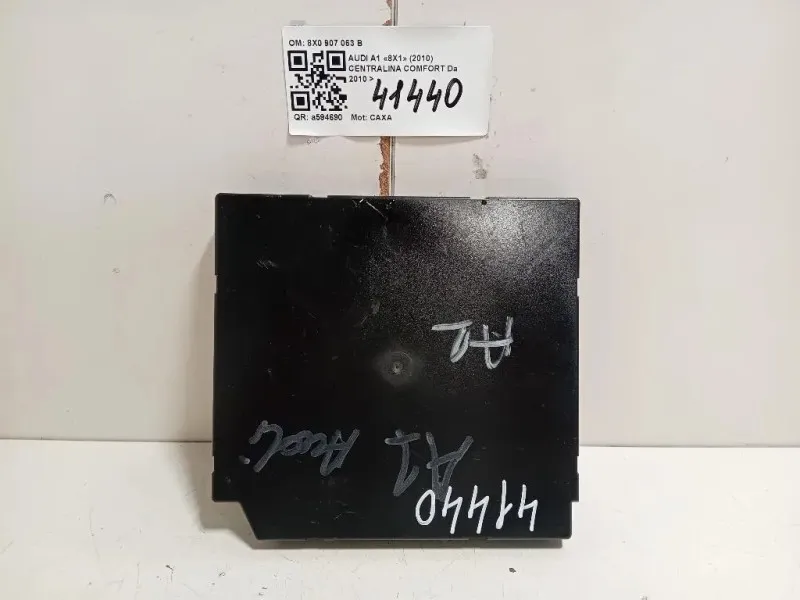 OM: 8X0 907 063 B
AUDI A1 «8X1» (2010)
CENTRALINA COMFORT Da
2010 >
41440
QR: a594690 Mot: CAXA
A1
A1
41440